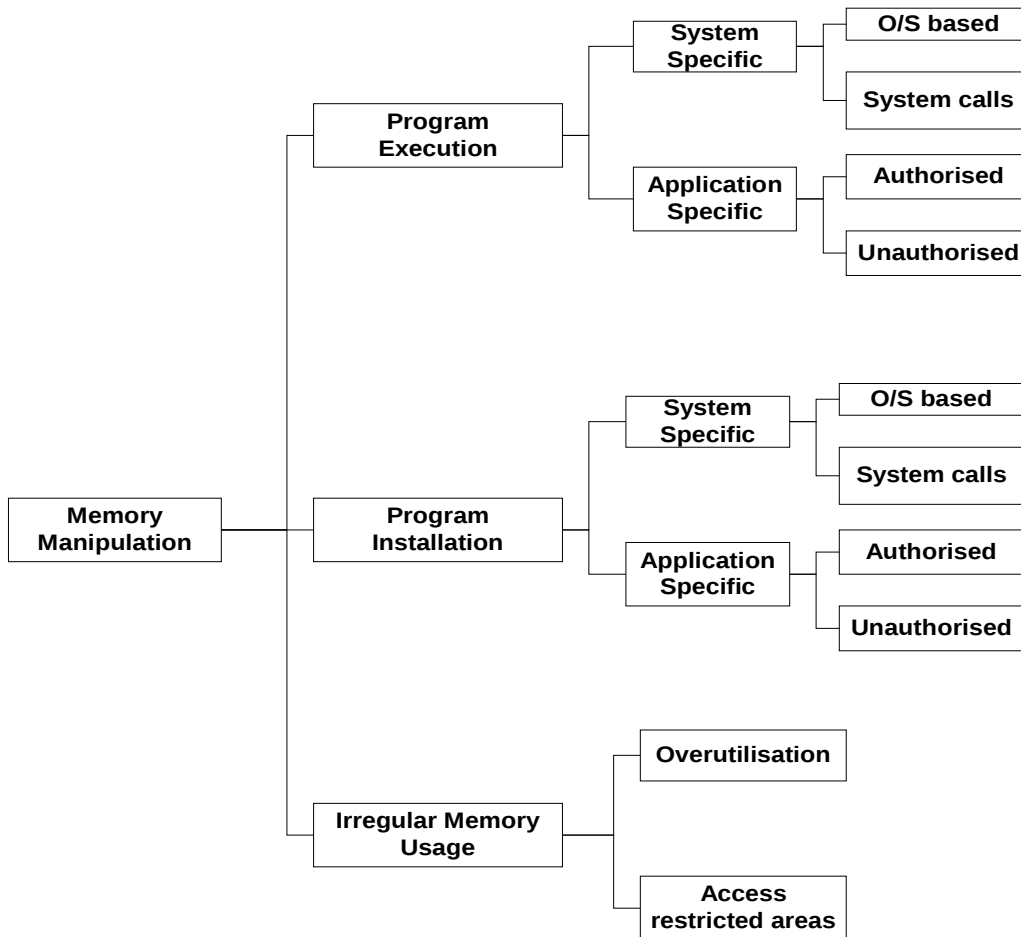 System
Specific
O/S based
System calls
Program
Execution
Application
Specific
Authorised
Unauthorised
System
Specific
O/S based
System calls
Memory
Manipulation
Program
Installation
Application
Specific
Authorised
Unauthorised
Overutilisation
Irregular Memory
Usage
Access
restricted areas